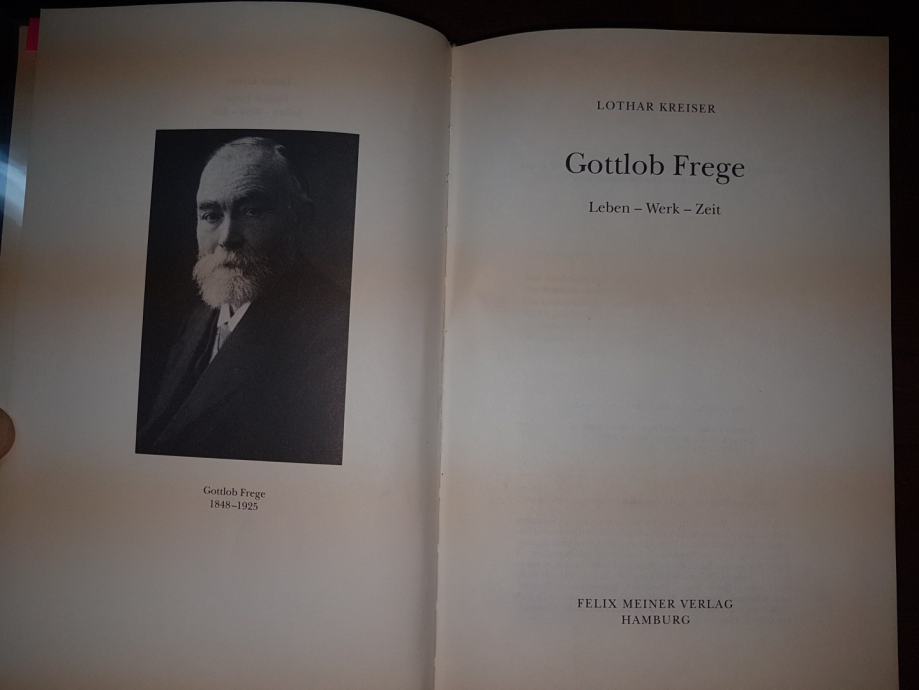 Gottlob Frege
1848–1925
LOTHAR KREISER
Gottlob Frege
Leben – Werk – Zeit
FELIX MEINER VERLAG
HAMBURG